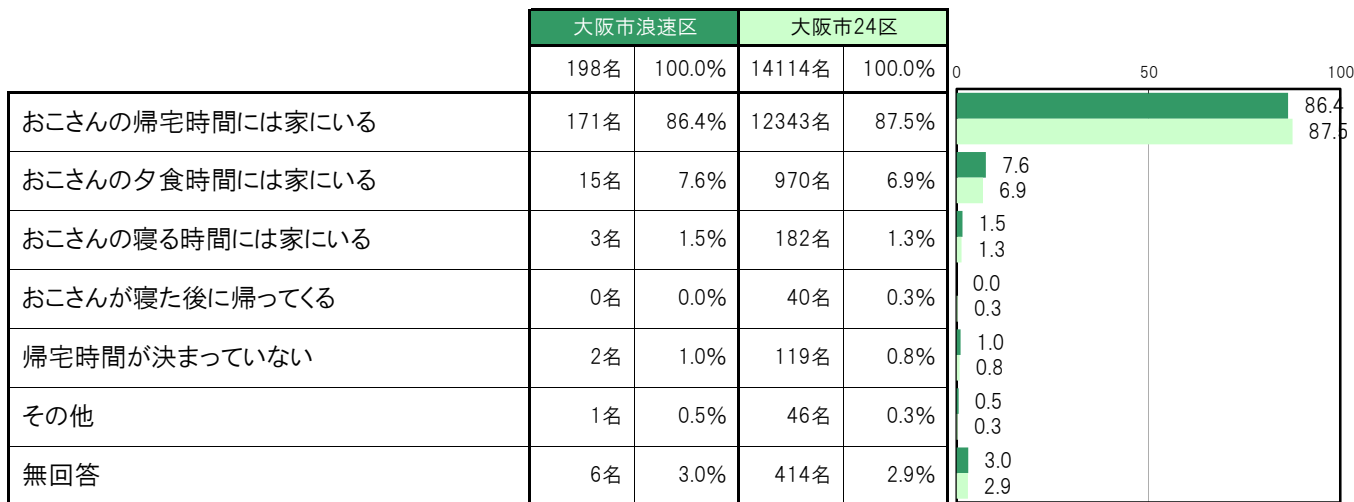 大阪市浪速区 大阪市24区
198名 100.0% 14114名 100.0% 0 50 100
おこさんの帰宅時間には家にいる 171名 86.4% 12343名 87.5% 86.4
87.5
おこさんの夕食時間には家にいる 15名 7.6% 970名 6.9% 7.6
6.9
おこさんの寝る時間には家にいる 3名 1.5% 182名 1.3% 1.5
1.3
おこさんが寝た後に帰ってくる 0名 0.0% 40名 0.3% 0.0
0.3
帰宅時間が決まっていない 2名 1.0% 119名 0.8% 1.0
0.8
その他 1名 0.5% 46名 0.3% 0.5
0.3
無回答 6名 3.0% 414名 2.9% 3.0
2.9